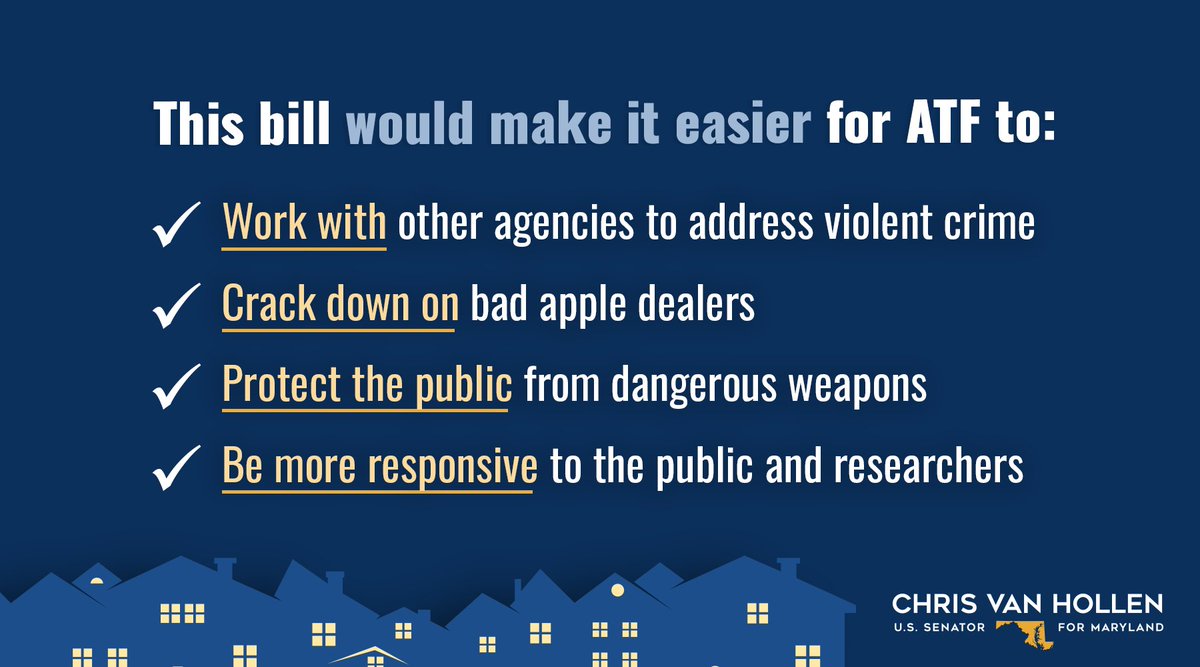 This bill would make it easier for ATF to:
Work with other agencies to address violent crime
Crack down on bad apple dealers
Protect the public from dangerous weapons
Be more responsive to the public and researchers
CHRIS VAN HOLLEN
U.S. SENATOR FOR MARYLAND